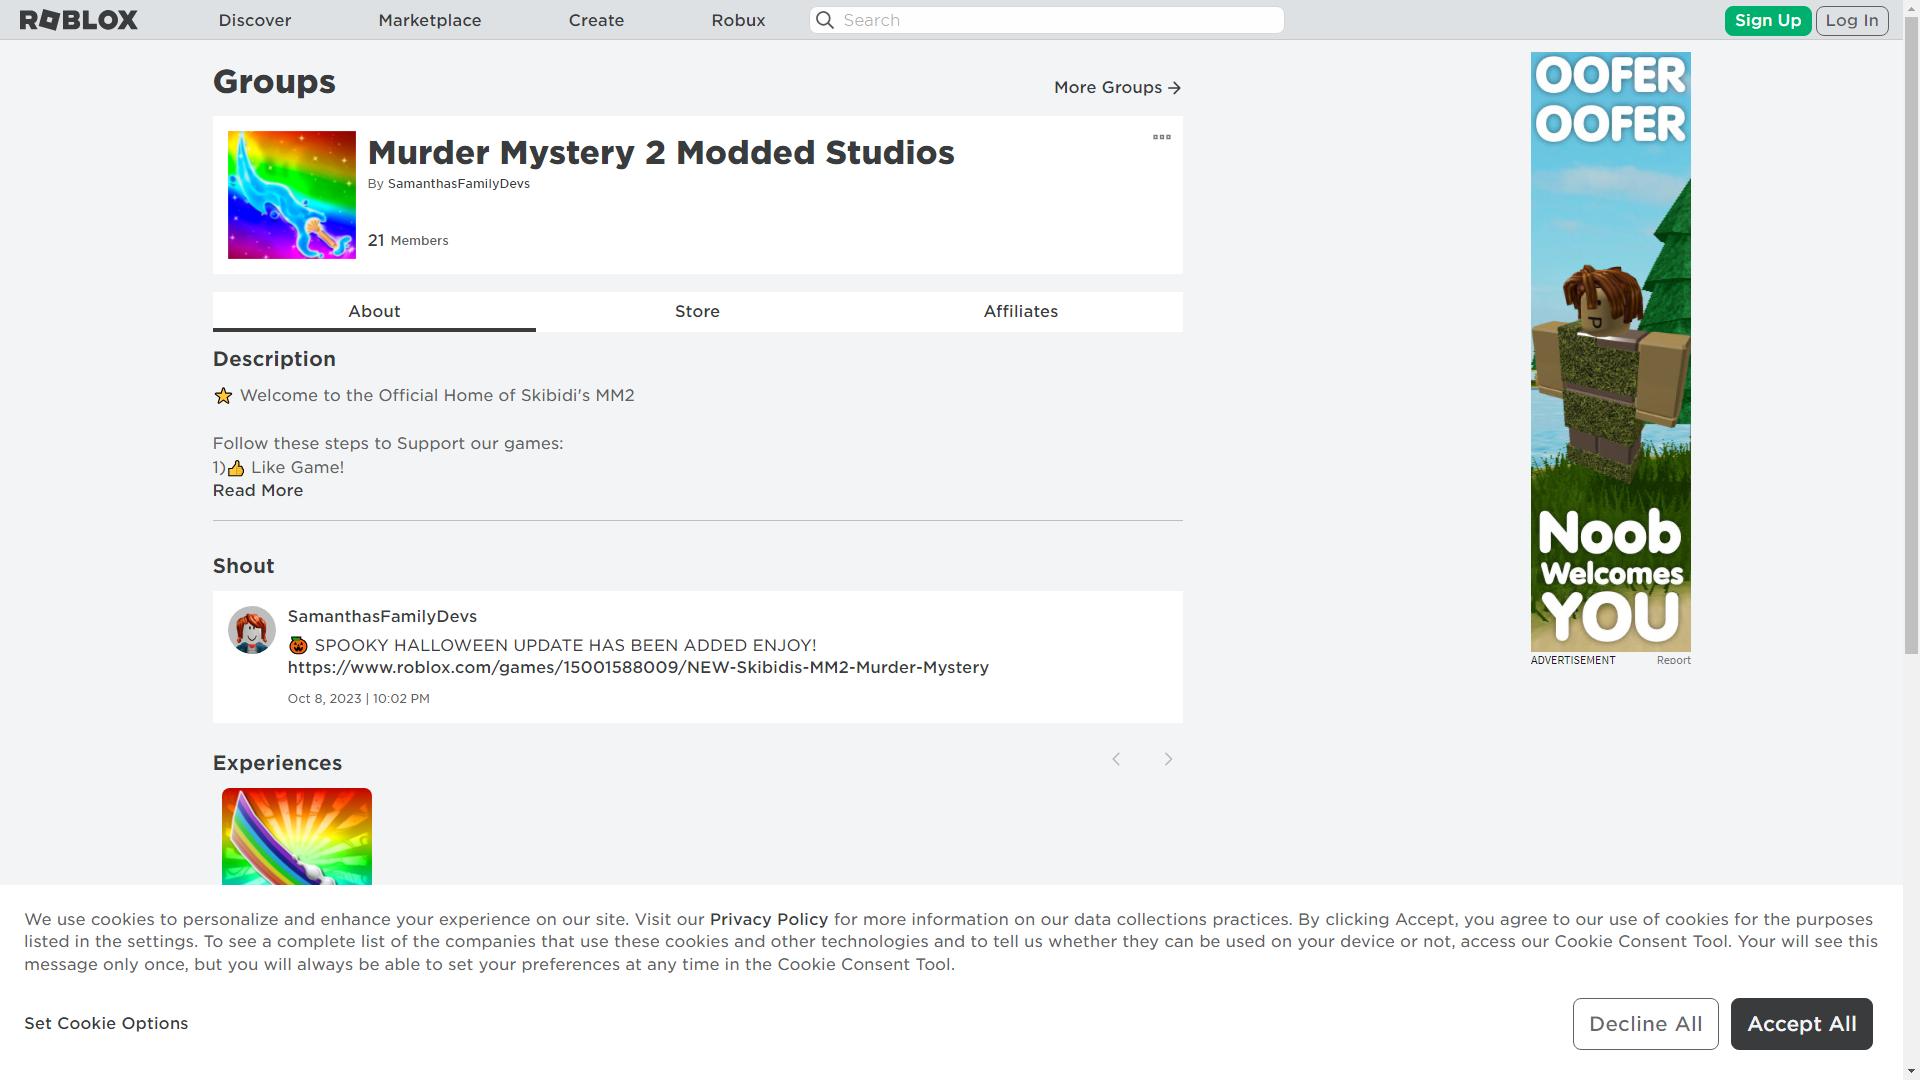 ROBLOX
Discover
Marketplace
Create
Robux
Search
Sign Up
Log In
Groups
More Groups
Murder Mystery 2 Modded Studios
By SamanthasFamilyDevs
21 Members
About
Store
Affiliates
Description
⭐ Welcome to the Official Home of Skibidi's MM2
Follow these steps to Support our games:
1)👍 Like Game!
Read More
Shout
SamanthasFamilyDevs
🎃 SPOOKY HALLOWEEN UPDATE HAS BEEN ADDED ENJOY!
https://www.roblox.com/games/15001588009/NEW-Skibidis-MM2-Murder-Mystery
Oct 8, 2023 | 10:02 PM
Experiences
OOFER
OOFER
Noob
Welcomes
YOU
ADVERTISEMENT
Report
We use cookies to personalize and enhance your experience on our site. Visit our Privacy Policy for more information on our data collections practices. By clicking Accept, you agree to our use of cookies for the purposes
listed in the settings. To see a complete list of the companies that use these cookies and other technologies and to tell us whether they can be used on your device or not, access our Cookie Consent Tool. Your will see this
message only once, but you will always be able to set your preferences at any time in the Cookie Consent Tool.
Set Cookie Options
Decline All
Accept All